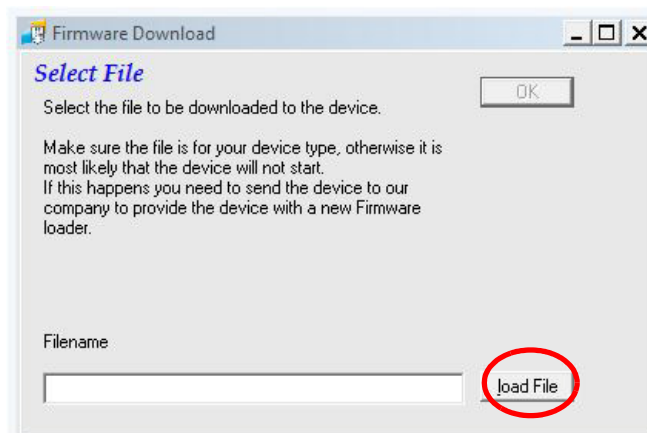 Firmware Download
Select File
OK
Select the file to be downloaded to the device.
Make sure the file is for your device type, otherwise it is
most likely that the device will not start.
If this happens you need to send the device to our
company to provide the device with a new Firmware
loader.
Filename
load File